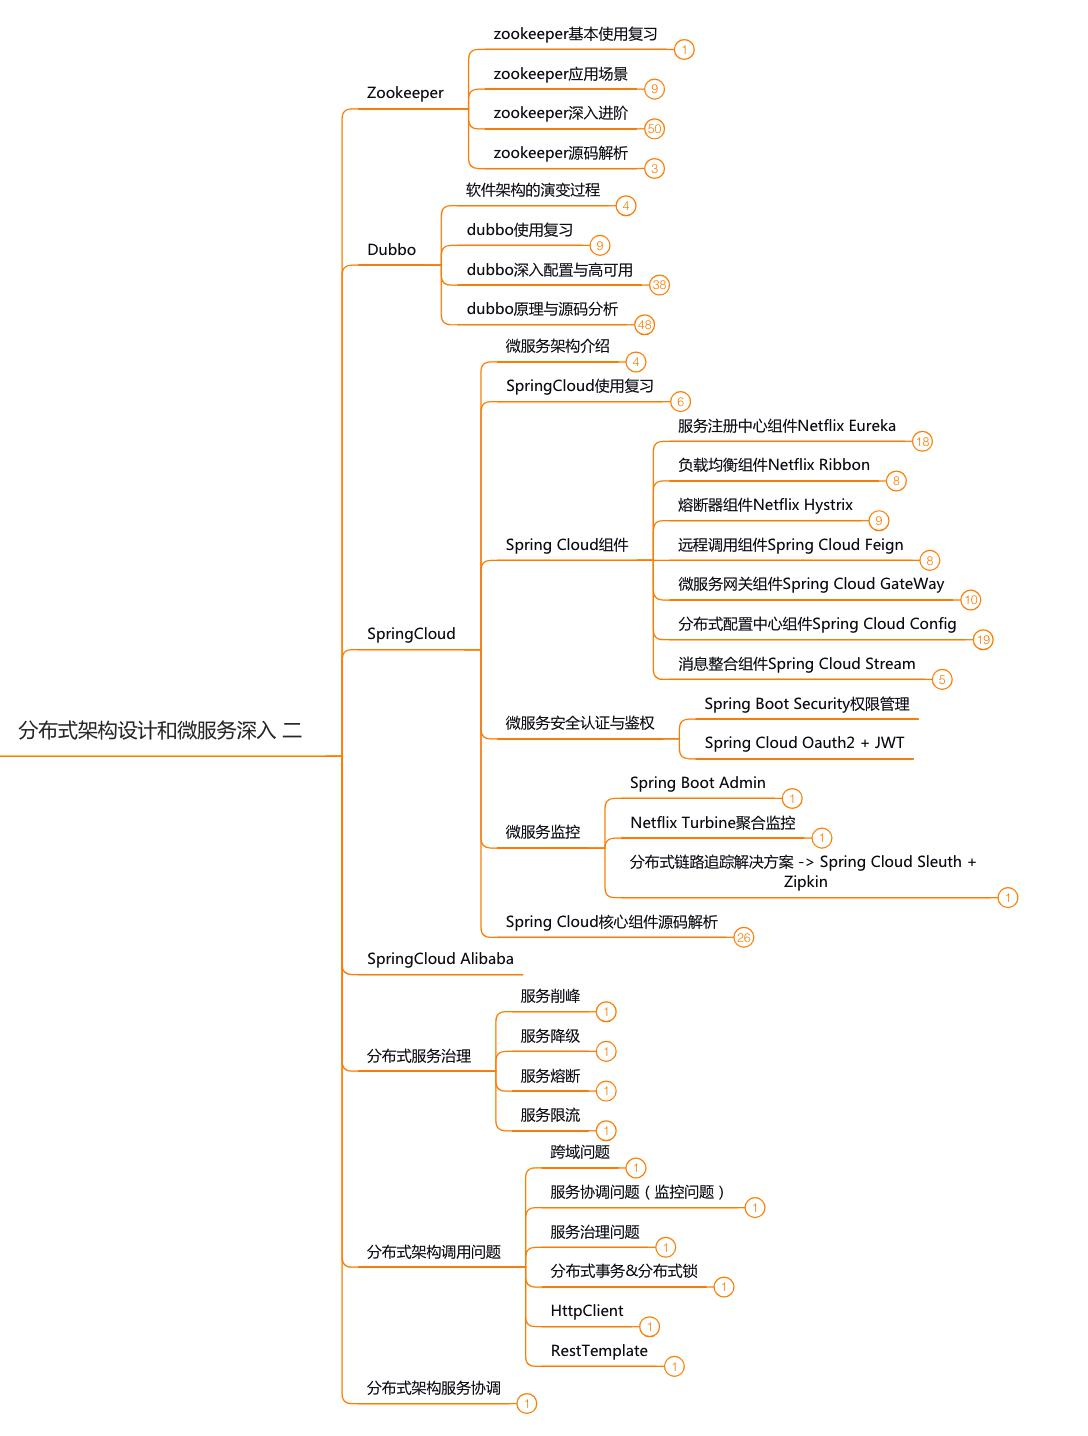 zookeeper基本使用复习
1
zookeeper应用场景
9
Zookeeper
zookeeper深入进阶
50
zookeeper源码解析
3
软件架构的演变过程
4
dubbo使用复习
9
Dubbo
dubbo深入配置与高可用
38
dubbo原理与源码分析
48
微服务架构介绍
4
SpringCloud使用复习
6
服务注册中心组件Netflix Eureka
18
负载均衡组件Netflix Ribbon
8
熔断器组件Netflix Hystrix
9
Spring Cloud组件
远程调用组件Spring Cloud Feign
8
微服务网关组件Spring Cloud GateWay
10
分布式配置中心组件Spring Cloud Config
19
SpringCloud
消息整合组件Spring Cloud Stream
5
微服务安全认证与鉴权
Spring Boot Security权限管理
Spring Cloud Oauth2 + JWT
分布式架构设计和微服务深入 二
Spring Boot Admin
1
微服务监控
Netflix Turbine聚合监控
1
分布式链路追踪解决方案 -> Spring Cloud Sleuth +
Zipkin
1
Spring Cloud核心组件源码解析
26
SpringCloud Alibaba
服务削峰
1
服务降级
1
分布式服务治理
服务熔断
1
服务限流
1
跨域问题
1
服务协调问题（监控问题）
1
服务治理问题
1
分布式架构调用问题
分布式事务&分布式锁
1
HttpClient
1
RestTemplate
1
分布式架构服务协调
1